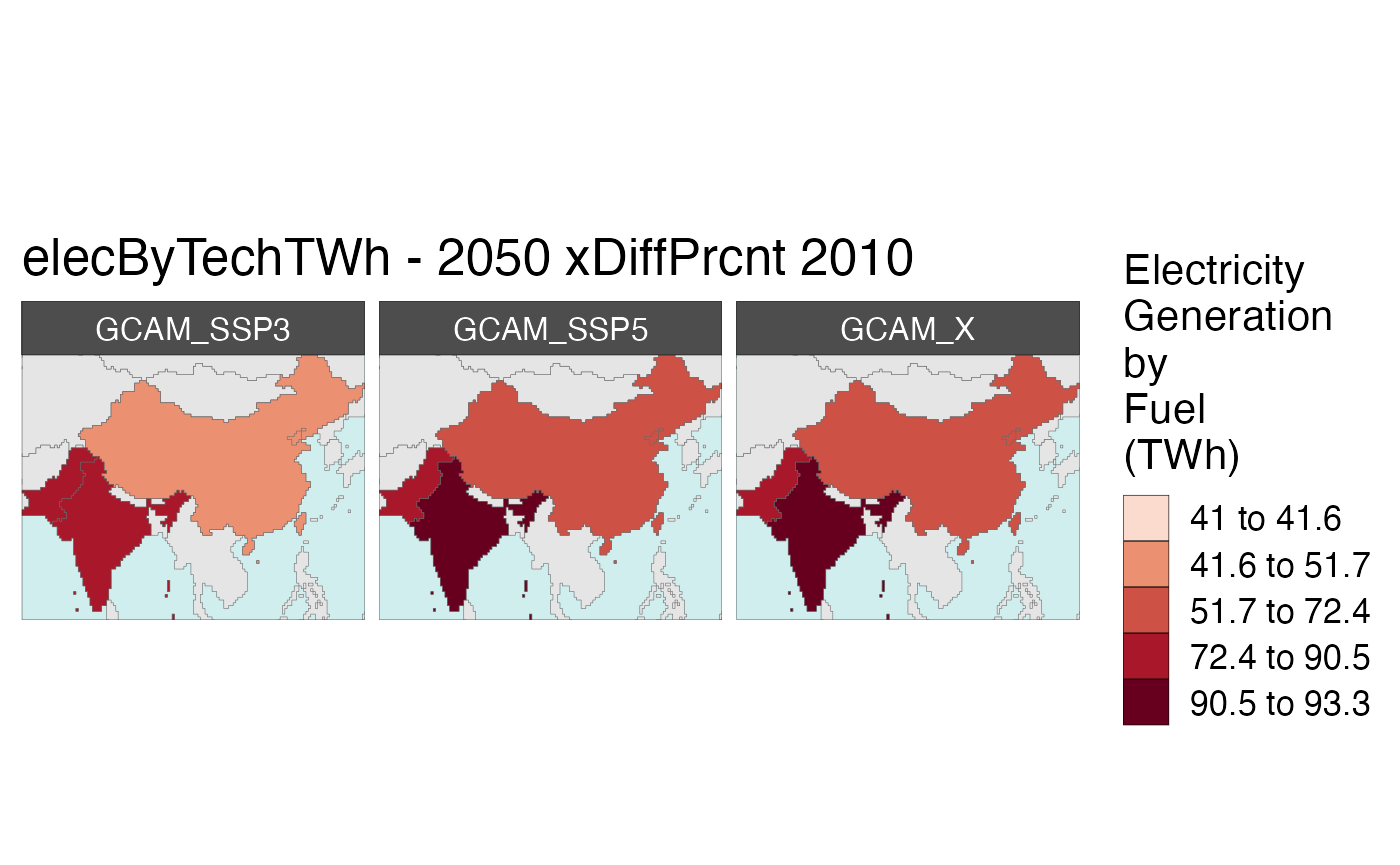 elecByTechTWh - 2050 xDiffPrcnt 2010
GCAM_SSP3
GCAM_SSP5
GCAM_X
Electricity
Generation
by
Fuel
(TWh)
41 to 41.6
41.6 to 51.7
51.7 to 72.4
72.4 to 90.5
90.5 to 93.3